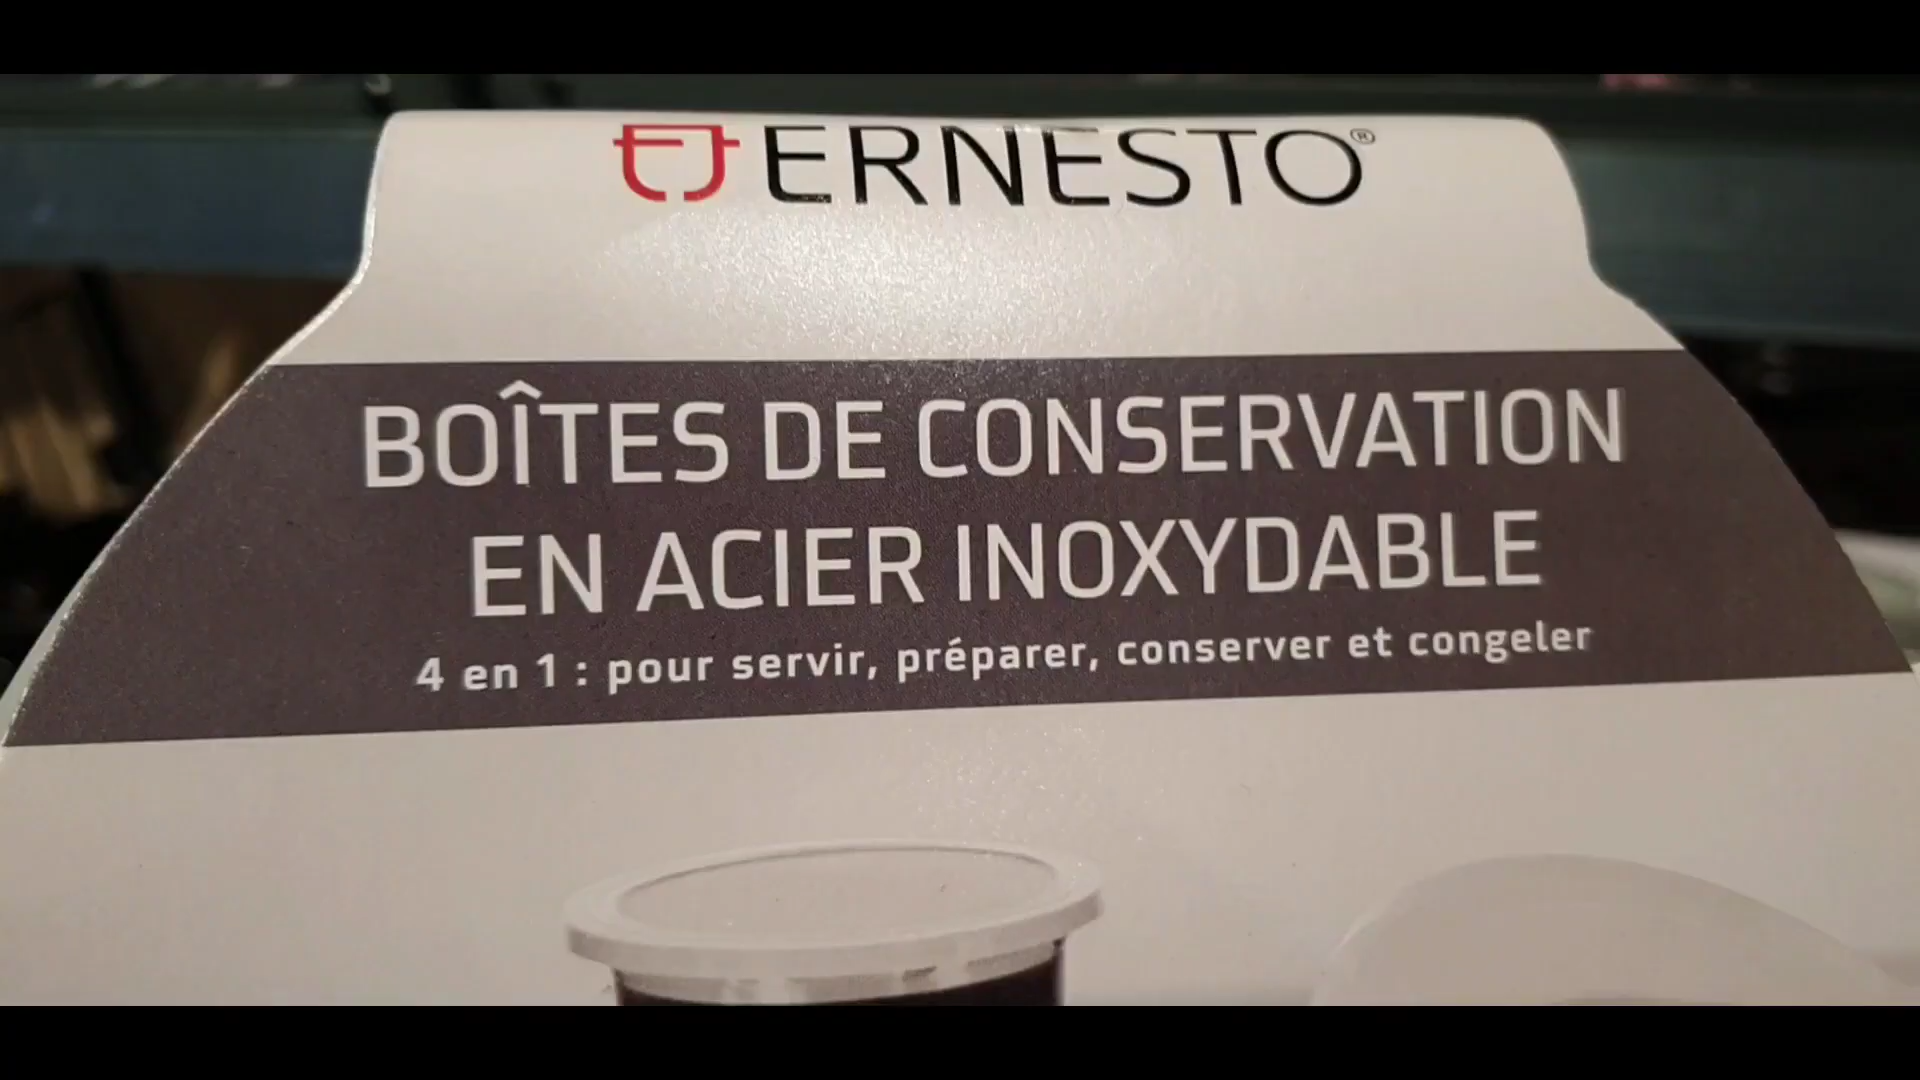 ERNESTO®
BOÎTES DE CONSERVATION
EN ACIER INOXYDABLE
4 en 1 : pour servir, préparer, conserver et congeler